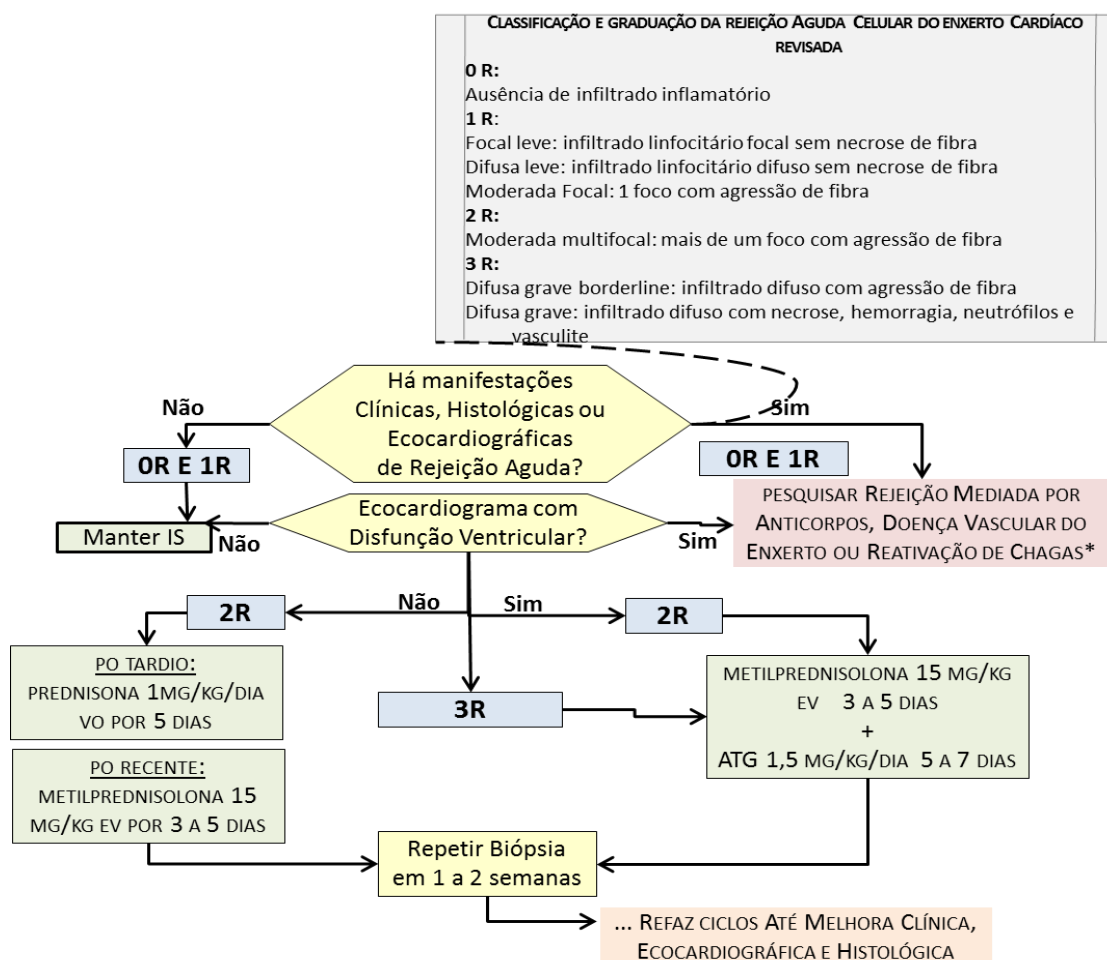 CLASSIFICAÇÃO E GRADUAÇÃO DA REJEIÇÃO AGUDA CELULAR DO ENXERTO CARDÍACO
REVISADA
0 R:
Ausência de infiltrado inflamatório
1 R:
Focal leve: infiltrado linfocitário focal sem necrose de fibra
Difusa leve: infiltrado linfocitário difuso sem necrose de fibra
Moderada Focal: 1 foco com agressão de fibra
2 R:
Moderada multifocal: mais de um foco com agressão de fibra
3 R:
Difusa grave borderline: infiltrado difuso com agressão de fibra
Difusa grave: infiltrado difuso com necrose, hemorragia, neutrófilos e
vasculite
Há manifestações
Clínicas, Histológicas ou
Ecocardiográficas
de Rejeição Aguda?
Não
Sim
0R E 1R
0R E 1R
Manter IS
Ecocardiograma com
Disfunção Ventricular?
Não
Sim
PESQUISAR REJEIÇÃO MEDIADA POR
ANTICORPOS, DOENÇA VASCULAR DO
ENXERTO OU REATIVAÇÃO DE CHAGAS*
Não
Sim
2R
2R
3R
PO TARDIO:
PREDNISONA 1MG/KG/DIA
VO POR 5 DIAS
PO RECENTE:
METILPREDNISOLONA 15
MG/KG EV POR 3 A 5 DIAS
METILPREDNISOLONA 15 MG/KG
EV 3 A 5 DIAS
+
ATG 1,5 MG/KG/DIA 5 A 7 DIAS
Repetir Biópsia
em 1 a 2 semanas
... REFAZ CICLOS ATÉ MELHORA CLÍNICA,
ECOCARDIOGRÁFICA E HISTOLÓGICA